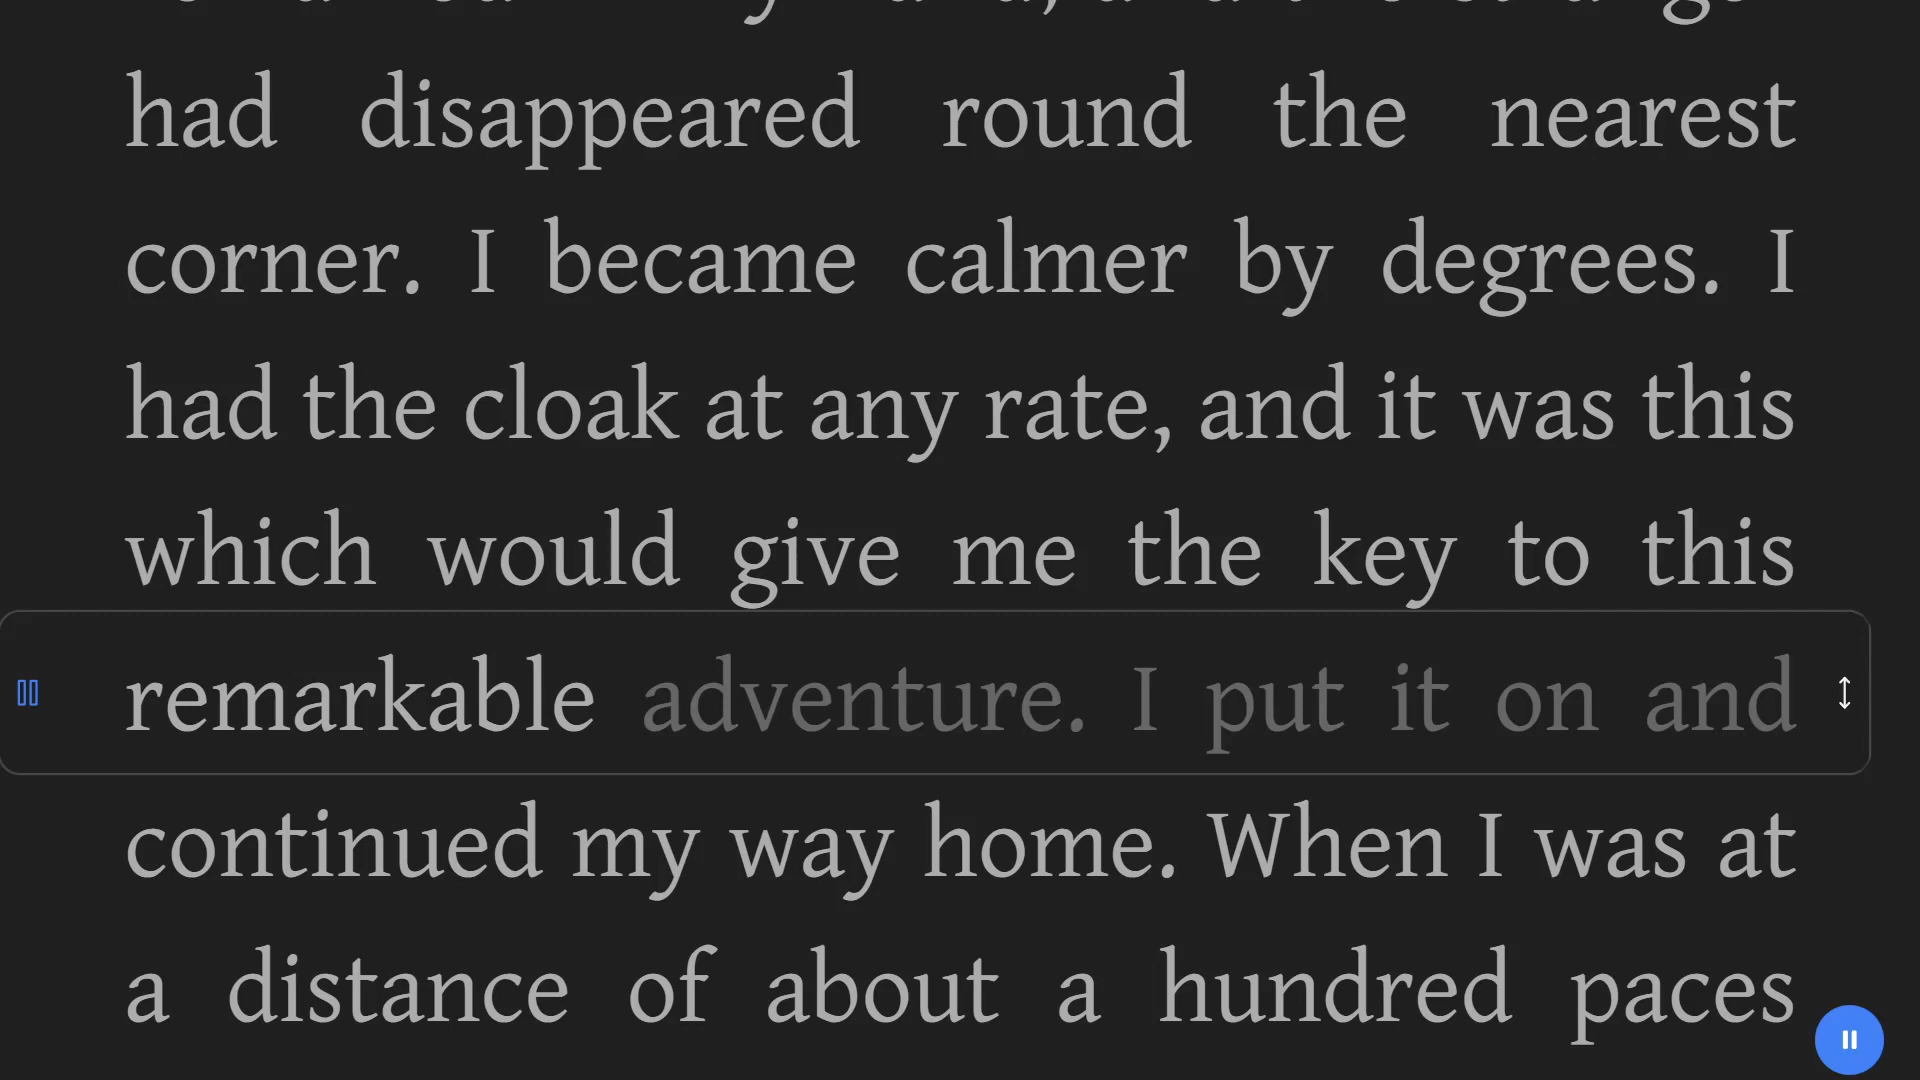 had disappeared round the nearest
corner. I became calmer by degrees. I
had the cloak at any rate, and it was this
which would give me the key to this
remarkable adventure. I put it on and
continued my way home. When I was at
a distance of about a hundred paces